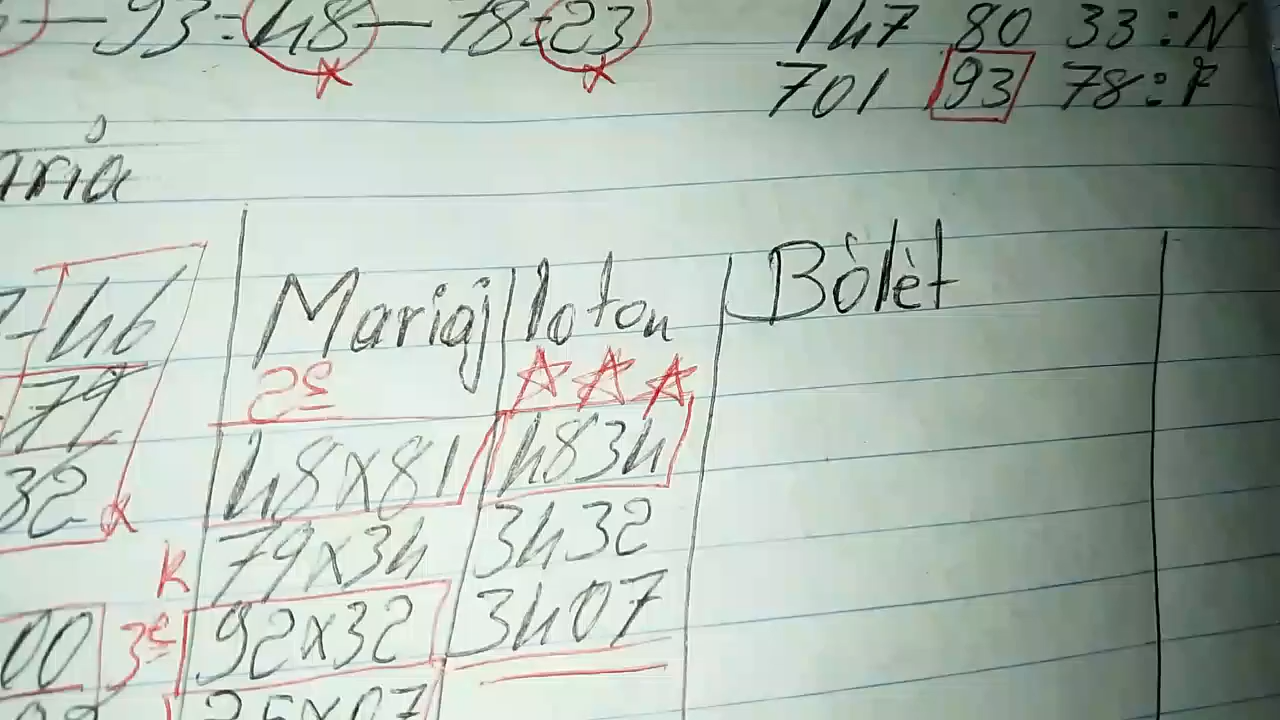 93=48 — 78=23
147 80 33:N
701 93 78:
Mariaj loton Bòlèt
46
2e
79
48x81 4834
32
79x34 3432
K
00 3e 92x32 3407